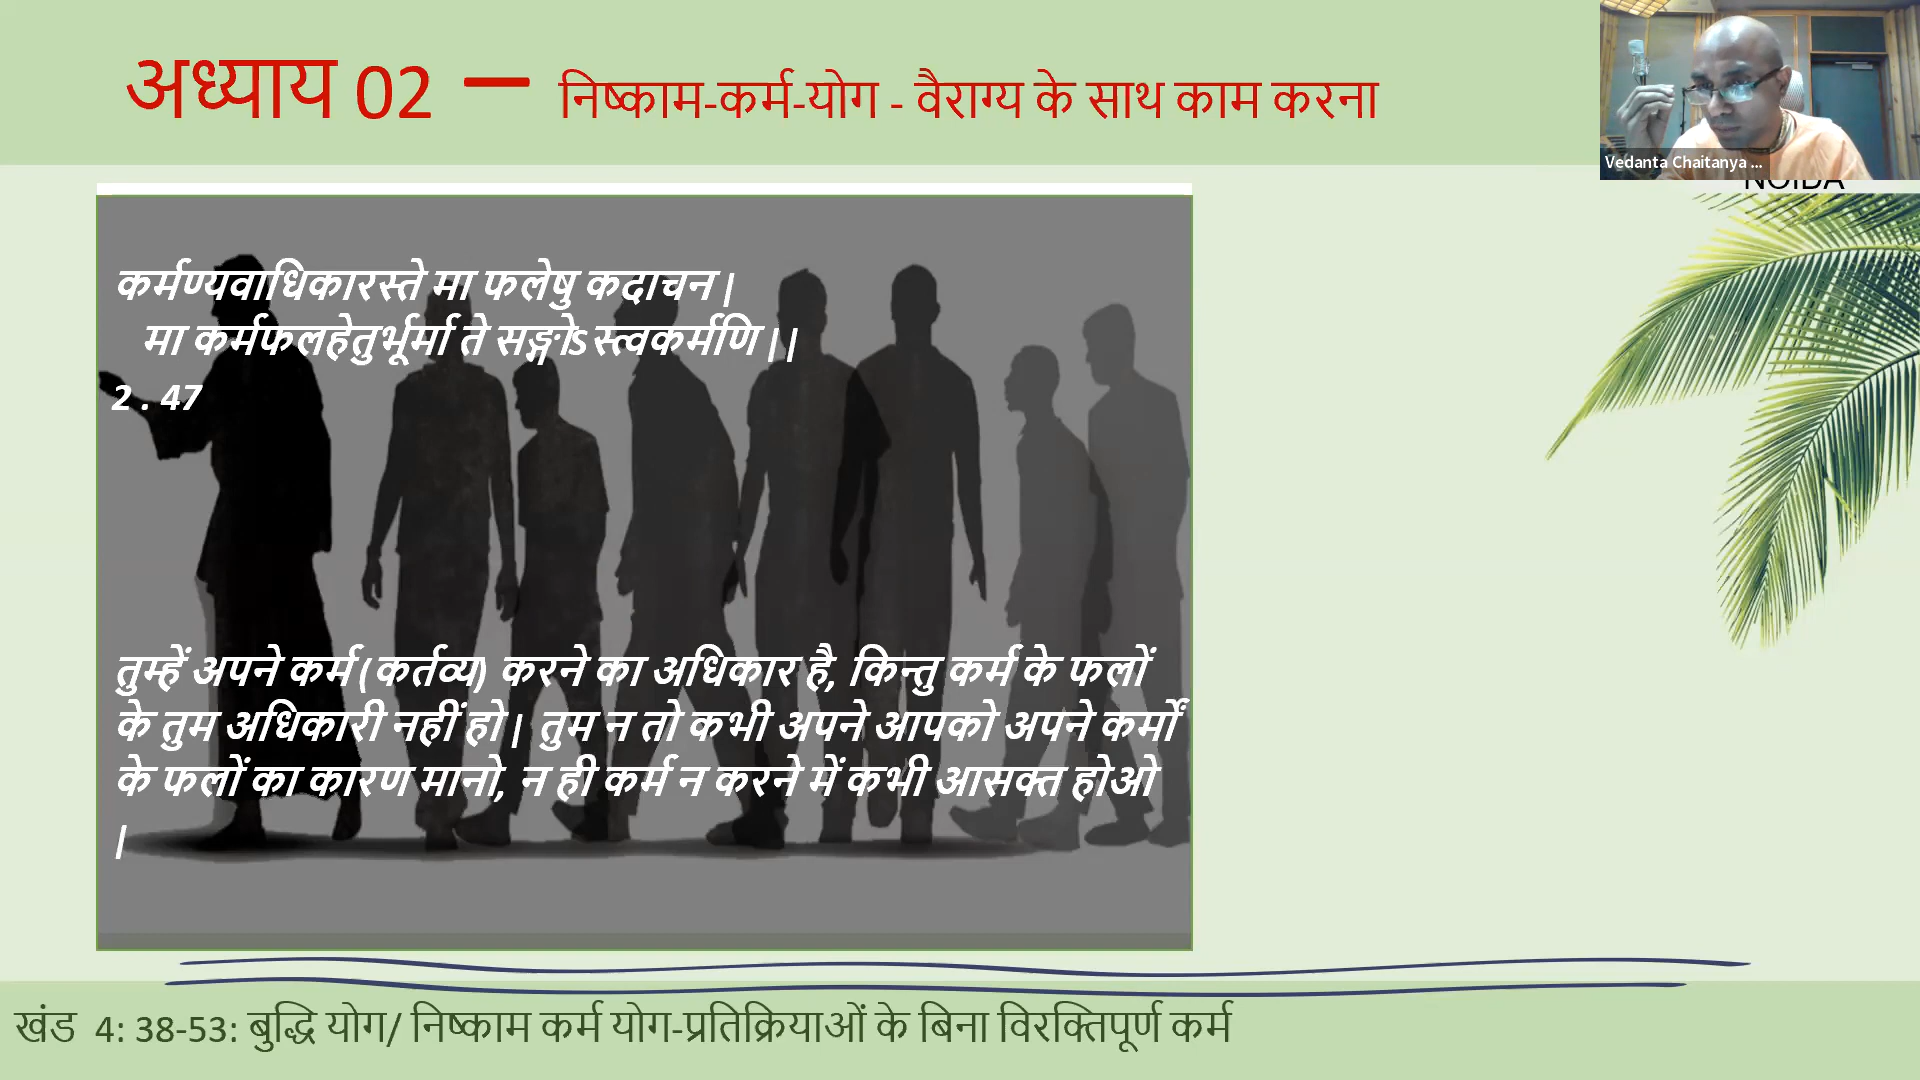 अध्याय 02 – निष्काम-कर्म-योग - वैराग्य के साथ काम करना
Vedanta Chaitanya ...
NOIDA
कर्मण्यवाधिकारस्ते मा फलेषु कदाचन |
मा कर्मफलहेतुर्भूर्मा ते सङ्गोऽस्त्वकर्मणि ||
2 . 47
तुम्हें अपने कर्म (कर्तव्य) करने का अधिकार है, किन्तु कर्म के फलों
के तुम अधिकारी नहीं हो | तुम न तो कभी अपने आपको अपने कर्मों
के फलों का कारण मानो, न ही कर्म न करने में कभी आसक्त होओ
|
खंड 4: 38-53: बुद्धि योग/ निष्काम कर्म योग-प्रतिक्रियाओं के बिना विरक्तिपूर्ण कर्म